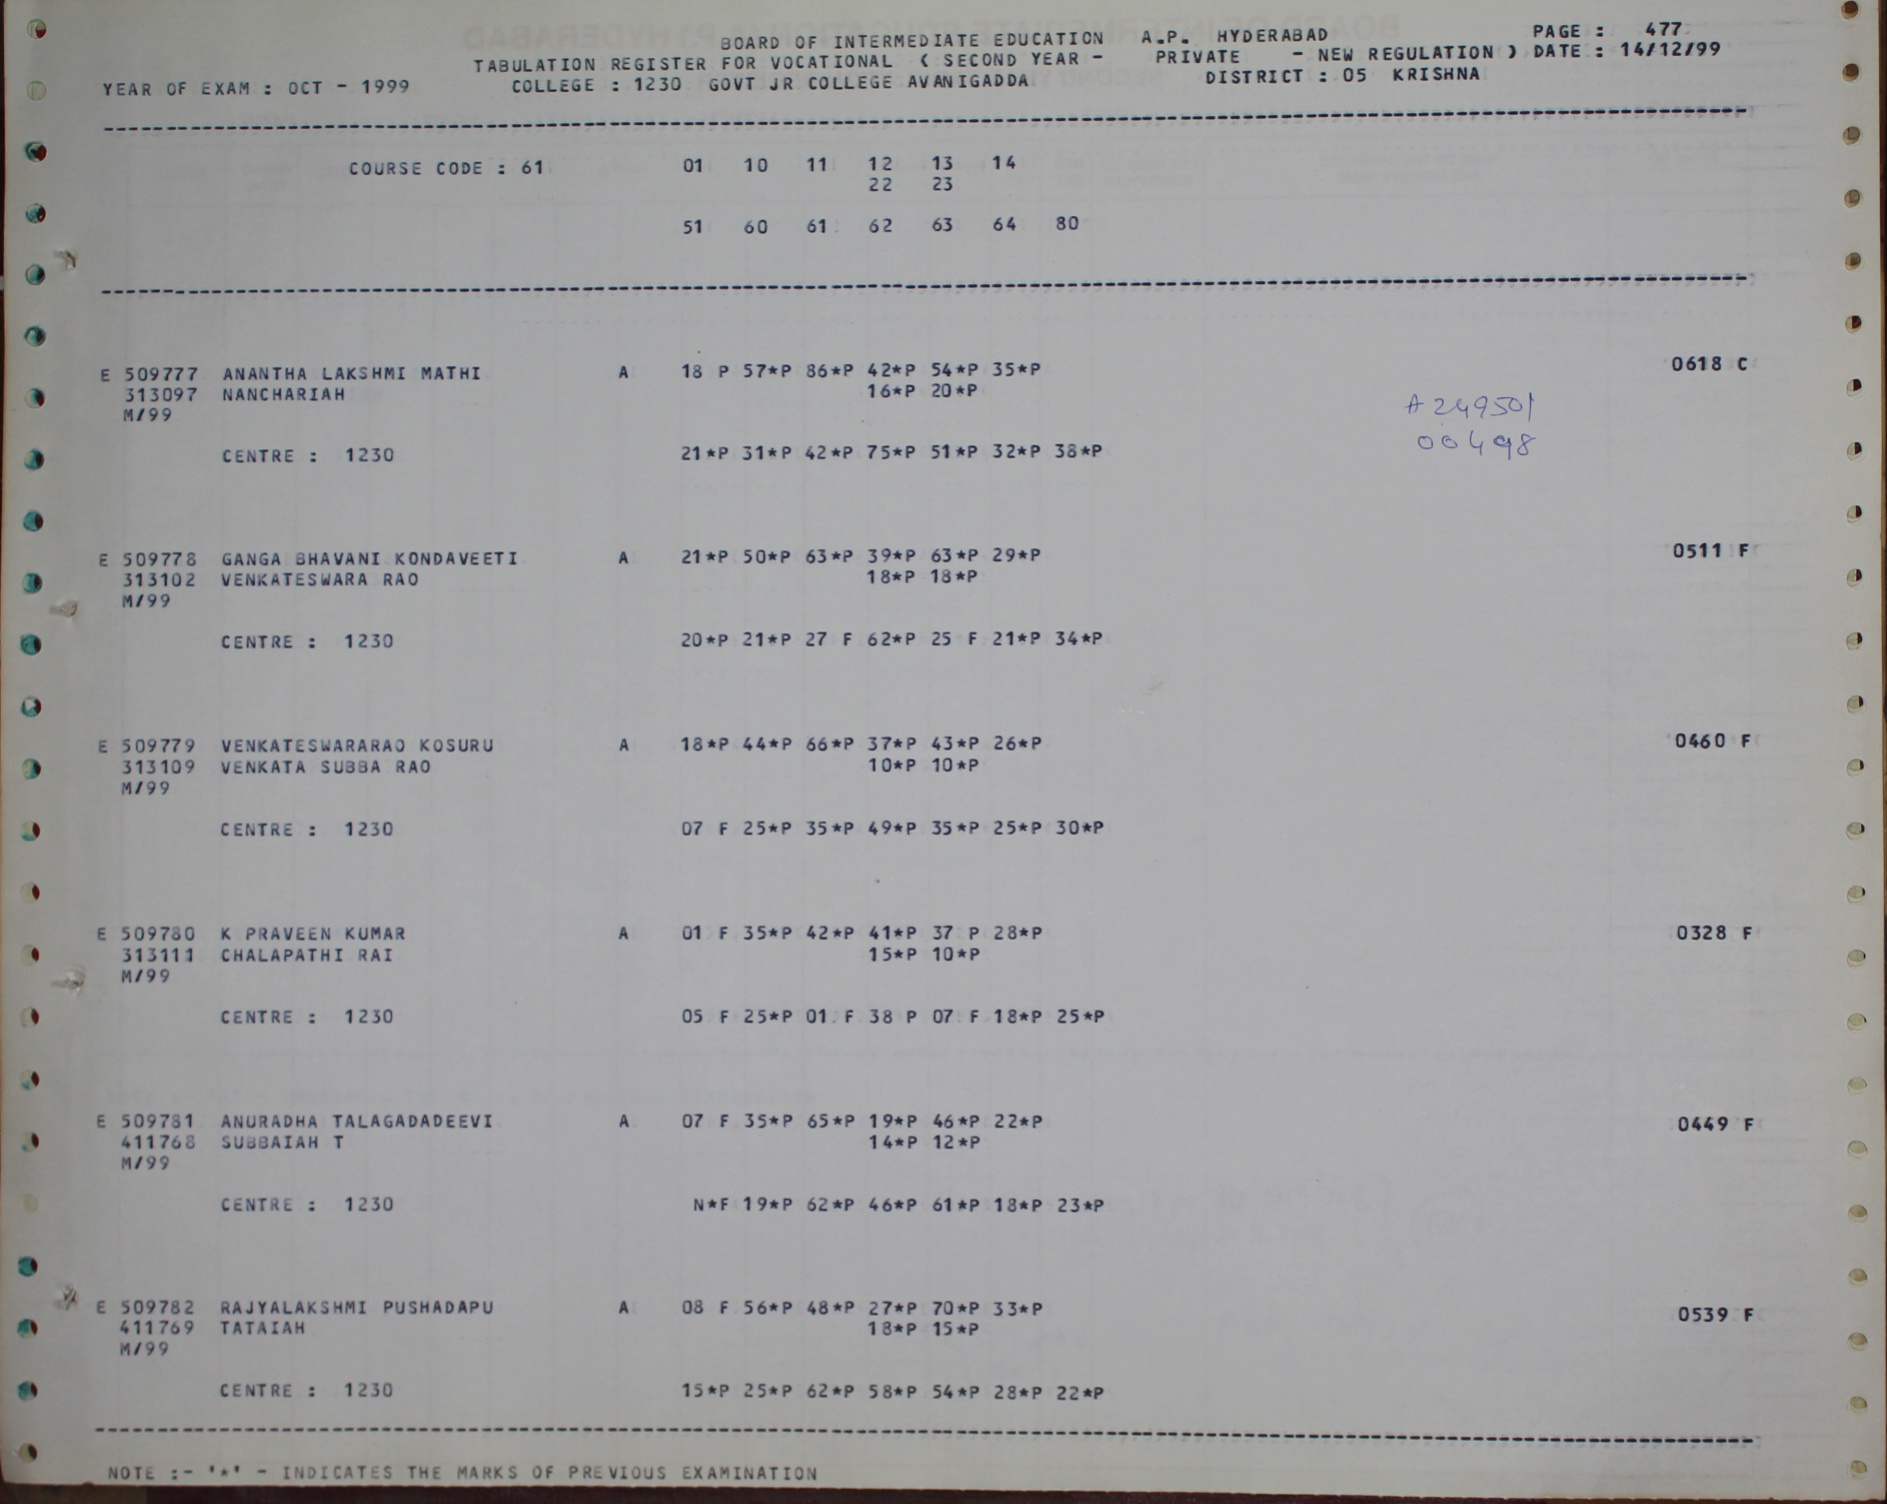 BOARD OF INTERMEDIATE EDUCATION A.P. HYDERABAD PAGE : 477
TABULATION REGISTER FOR VOCATIONAL ( SECOND YEAR - PRIVATE - NEW REGULATION ) DATE : 14/12/99
YEAR OF EXAM : OCT - 1999 COLLEGE : 1230 GOVT JR COLLEGE AVANIGADDA DISTRICT : 05 KRISHNA
COURSE CODE : 61 01 10 11 12 13 14
22 23
51 60 61 62 63 64 80
E 509777 ANANTHA LAKSHMI MATHI A 18 P 57*P 86*P 42*P 54*P 35*P 0618 C
313097 NANCHARIAH 16*P 20*P
M/99
A249501
00498
CENTRE : 1230 21*P 31*P 42*P 75*P 51*P 32*P 38*P
E 509778 GANGA BHAVANI KONDAVEETI A 21*P 50*P 63*P 39*P 63*P 29*P 0511 F
313102 VENKATESWARA RAO 18*P 18*P
M/99
CENTRE : 1230 20*P 21*P 27 F 62*P 25 F 21*P 34*P
E 509779 VENKATESWARARAO KOSURU A 18*P 44*P 66*P 37*P 43*P 26*P 0460 F
313109 VENKATA SUBBA RAO 10*P 10*P
M/99
CENTRE : 1230 07 F 25*P 35*P 49*P 35*P 25*P 30*P
E 509780 K PRAVEEN KUMAR A 01 F 35*P 42*P 41*P 37 P 28*P 0328 F
313111 CHALAPATHI RAI 15*P 10*P
M/99
CENTRE : 1230 05 F 25*P 01 F 38 P 07 F 18*P 25*P
E 509781 ANURADHA TALAGADADEEVI A 07 F 35*P 65*P 19*P 46*P 22*P 0449 F
411768 SUBBAIAH T 14*P 12*P
M/99
CENTRE : 1230 N*F 19*P 62*P 46*P 61*P 18*P 23*P
E 509782 RAJYALAKSHMI PUSHADAPU A 08 F 56*P 48*P 27*P 70*P 33*P 0539 F
411769 TATAIAH 18*P 15*P
M/99
CENTRE : 1230 15*P 25*P 62*P 58*P 54*P 28*P 22*P
NOTE :- '*' - INDICATES THE MARKS OF PREVIOUS EXAMINATION